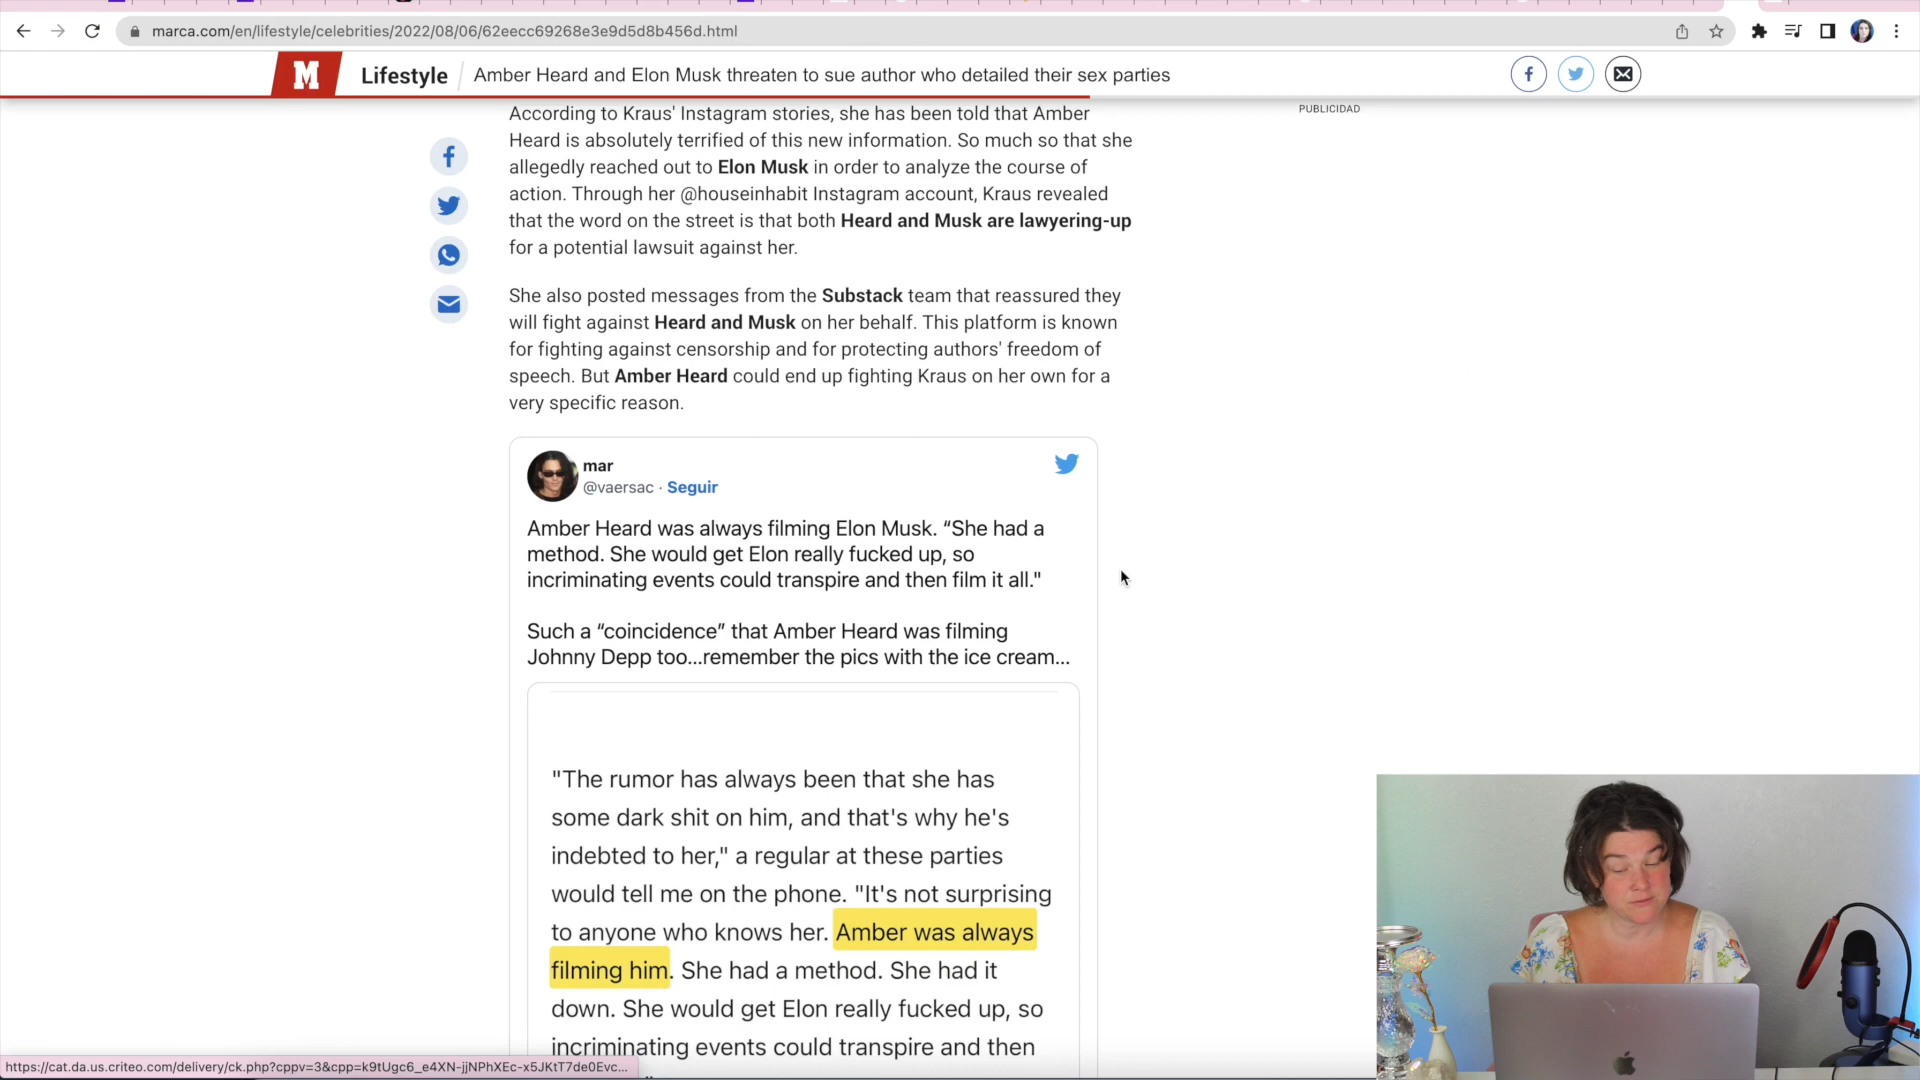 marca.com/en/lifestyle/celebrities/2022/08/06/62eecc69268e3e9d5d8b456d.html
M Lifestyle Amber Heard and Elon Musk threaten to sue author who detailed their sex parties
PUBLICIDAD
According to Kraus' Instagram stories, she has been told that Amber
Heard is absolutely terrified of this new information. So much so that she
allegedly reached out to Elon Musk in order to analyze the course of
action. Through her @houseinhabit Instagram account, Kraus revealed
that the word on the street is that both Heard and Musk are lawyering-up
for a potential lawsuit against her.
She also posted messages from the Substack team that reassured they
will fight against Heard and Musk on her behalf. This platform is known
for fighting against censorship and for protecting authors' freedom of
speech. But Amber Heard could end up fighting Kraus on her own for a
very specific reason.
mar
@vaersac · Seguir
Amber Heard was always filming Elon Musk. “She had a
method. She would get Elon really fucked up, so
incriminating events could transpire and then film it all."
Such a “coincidence” that Amber Heard was filming
Johnny Depp too...remember the pics with the ice cream...
"The rumor has always been that she has
some dark shit on him, and that's why he's
indebted to her," a regular at these parties
would tell me on the phone. "It's not surprising
to anyone who knows her. Amber was always
filming him. She had a method. She had it
down. She would get Elon really fucked up, so
incriminating events could transpire and then
https://cat.da.us.criteo.com/delivery/ck.php?cppv=3&cpp=k9tUgc6_e4XN-jjNPhXEc-x5JKtT7de0Evc...